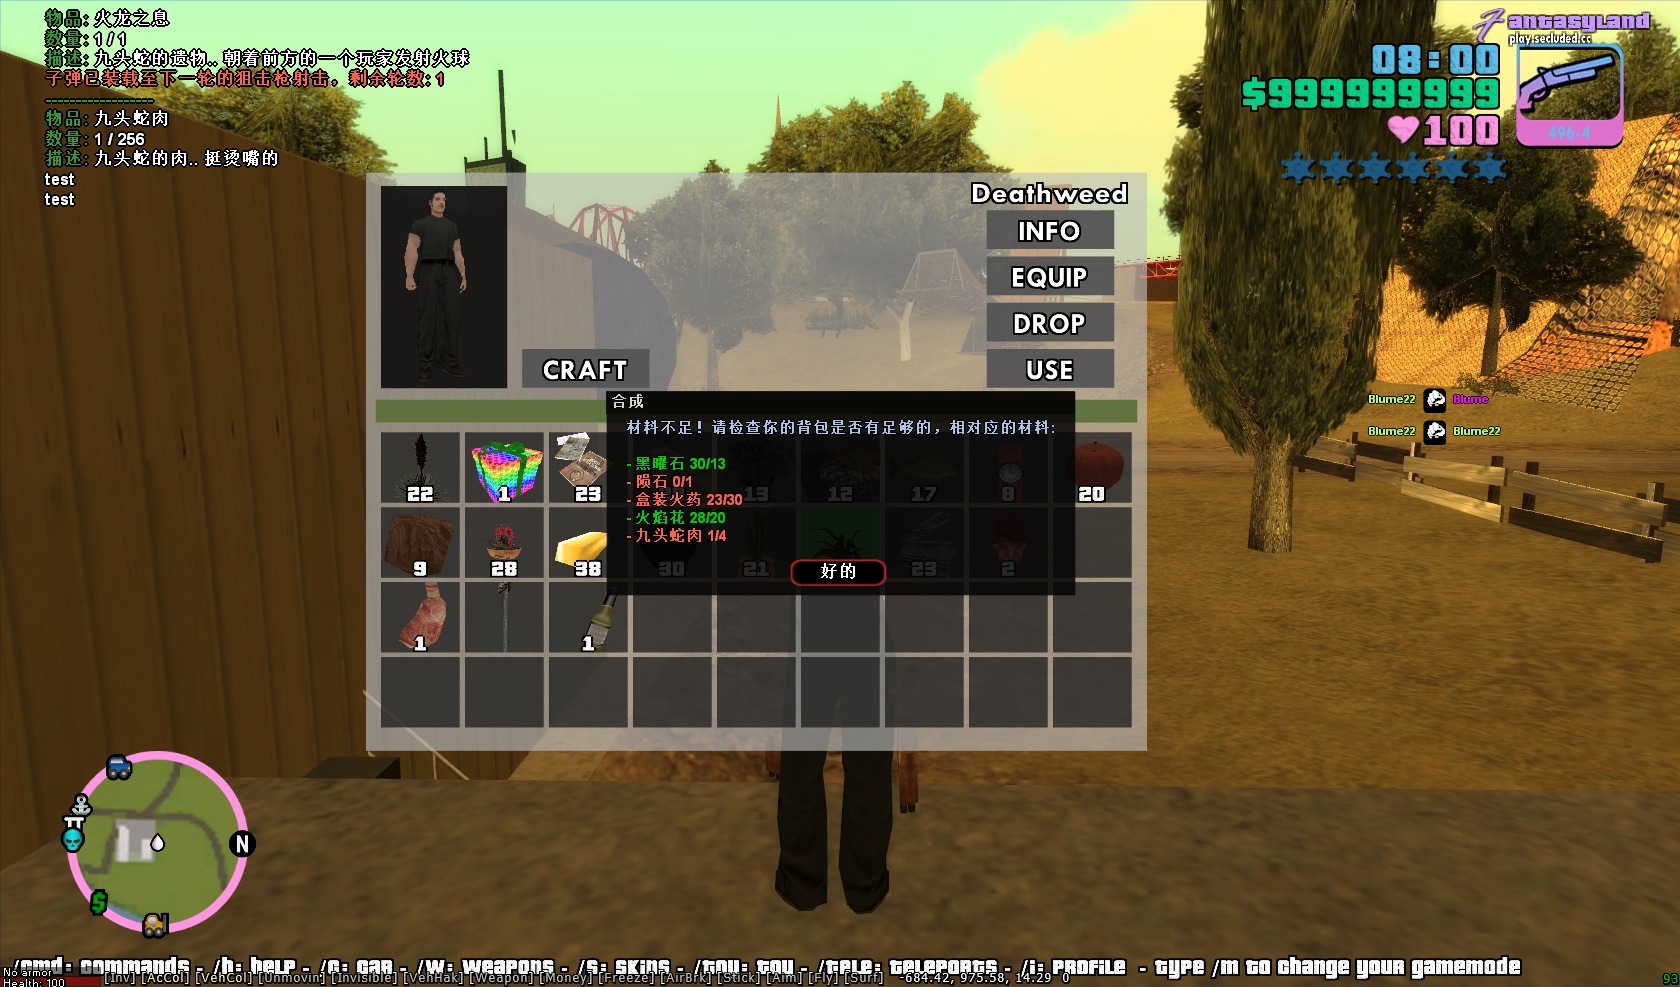 物品: 火龙之息
数量: 1 / 1
描述: 九头蛇的遗物.. 朝着前方的一个玩家发射火球
子弹已装载至下一轮的狙击枪射击，剩余轮数: 1
--------------------
物品: 九头蛇肉
数量: 1 / 256
描述: 九头蛇的肉.. 挺烫嘴的
test
test
Fantasyland
play.secluded.cc
08:00
$999999999
100
496-4
Deathweed
INFO
EQUIP
DROP
USE
CRAFT
合成
材料不足！请检查你的背包是否有足够的，相对应的材料:
- 黑曜石 30/13
- 陨石 0/1
- 盒装火药 23/30
- 火焰花 28/20
- 九头蛇肉 1/4
好的
22 1 23 13 12 17 8 20
9 28 38 30 21 23 2
1 1
Blume22 Blume
Blume22 Blume22
N
/cmd: commands - /h: help - /c: car - /w: weapons - /s: skins - /toy: toy - /tele: teleports - /i: profile - type /m to change your gamemode
No armor
Health: 100
[Inv] [AcCol] [VehCol] [Unmovin] [Invisible] [VehHak] [Weapon] [Money] [Freeze] [AirBrk] [Stick] [Aim] [Fly] [Surf] -684.42, 975.58, 14.29 0
93